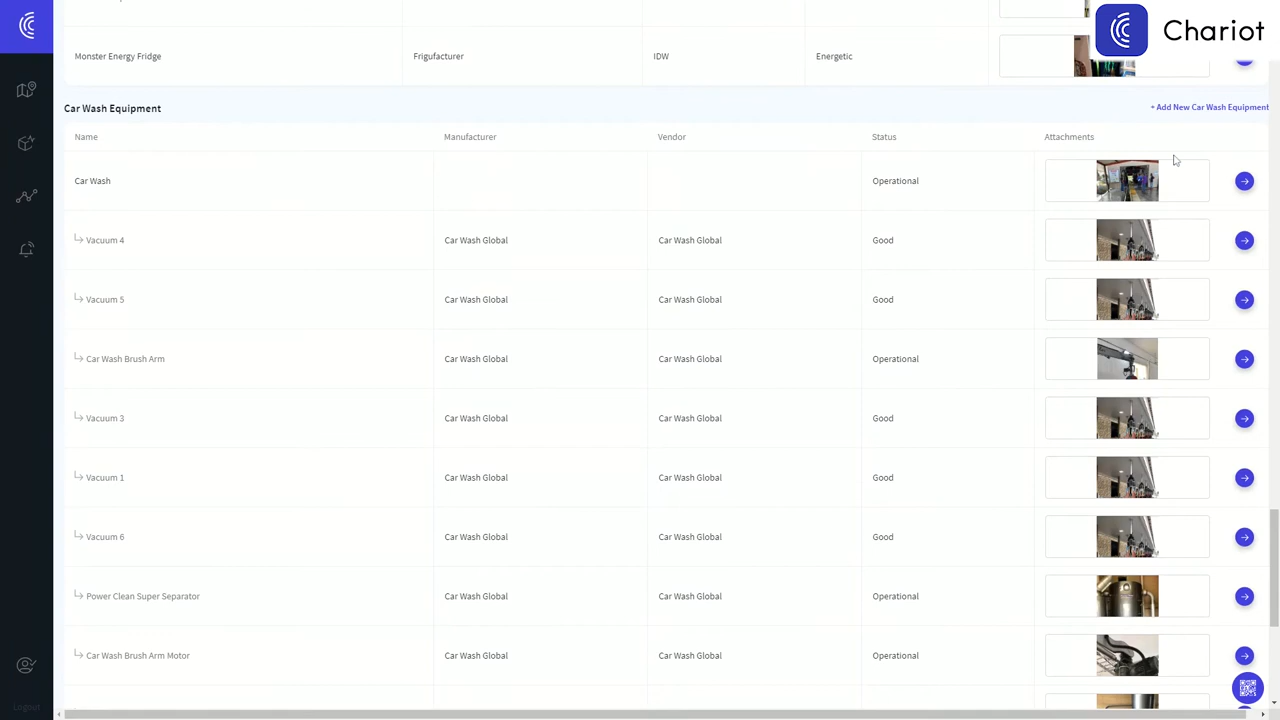 Chariot
Monster Energy Fridge Frigufacturer IDW Energetic
Car Wash Equipment + Add New Car Wash Equipment
Name Manufacturer Vendor Status Attachments
Car Wash Operational
Vacuum 4 Car Wash Global Car Wash Global Good
Vacuum 5 Car Wash Global Car Wash Global Good
Car Wash Brush Arm Car Wash Global Car Wash Global Operational
Vacuum 3 Car Wash Global Car Wash Global Good
Vacuum 1 Car Wash Global Car Wash Global Good
Vacuum 6 Car Wash Global Car Wash Global Good
Power Clean Super Separator Car Wash Global Car Wash Global Operational
Car Wash Brush Arm Motor Car Wash Global Car Wash Global Operational
Logout